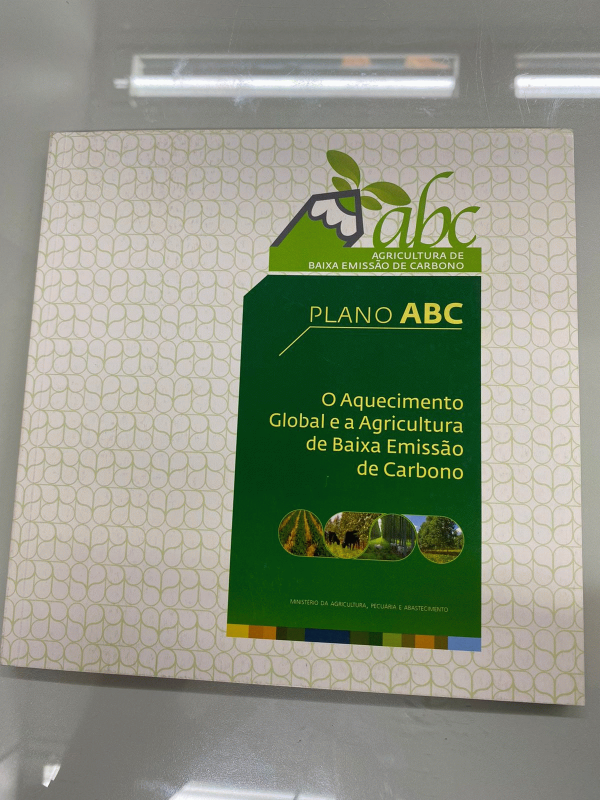 abc
AGRICULTURA DE
BAIXA EMISSÃO DE CARBONO
PLANO ABC
O Aquecimento
Global e a Agricultura
de Baixa Emissão
de Carbono
MINISTÉRIO DA AGRICULTURA, PECUÁRIA E ABASTECIMENTO